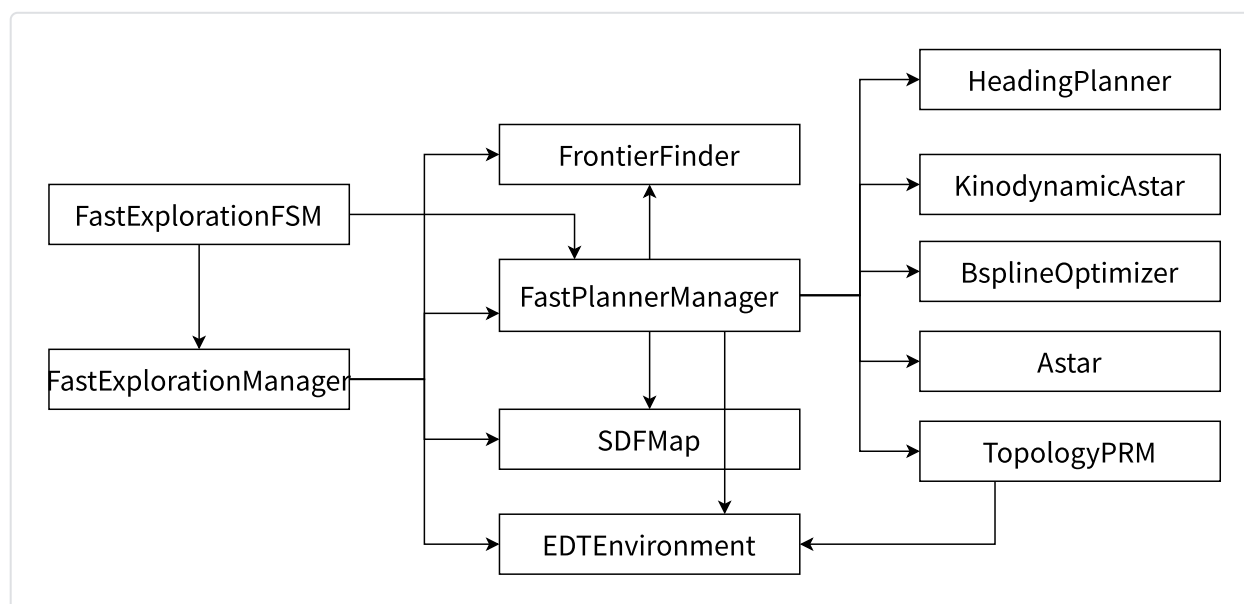 HeadingPlanner
FrontierFinder
KinodynamicAstar
FastExplorationFSM
BsplineOptimizer
FastPlannerManager
Astar
FastExplorationManager
SDFMap
TopologyPRM
EDTEnvironment